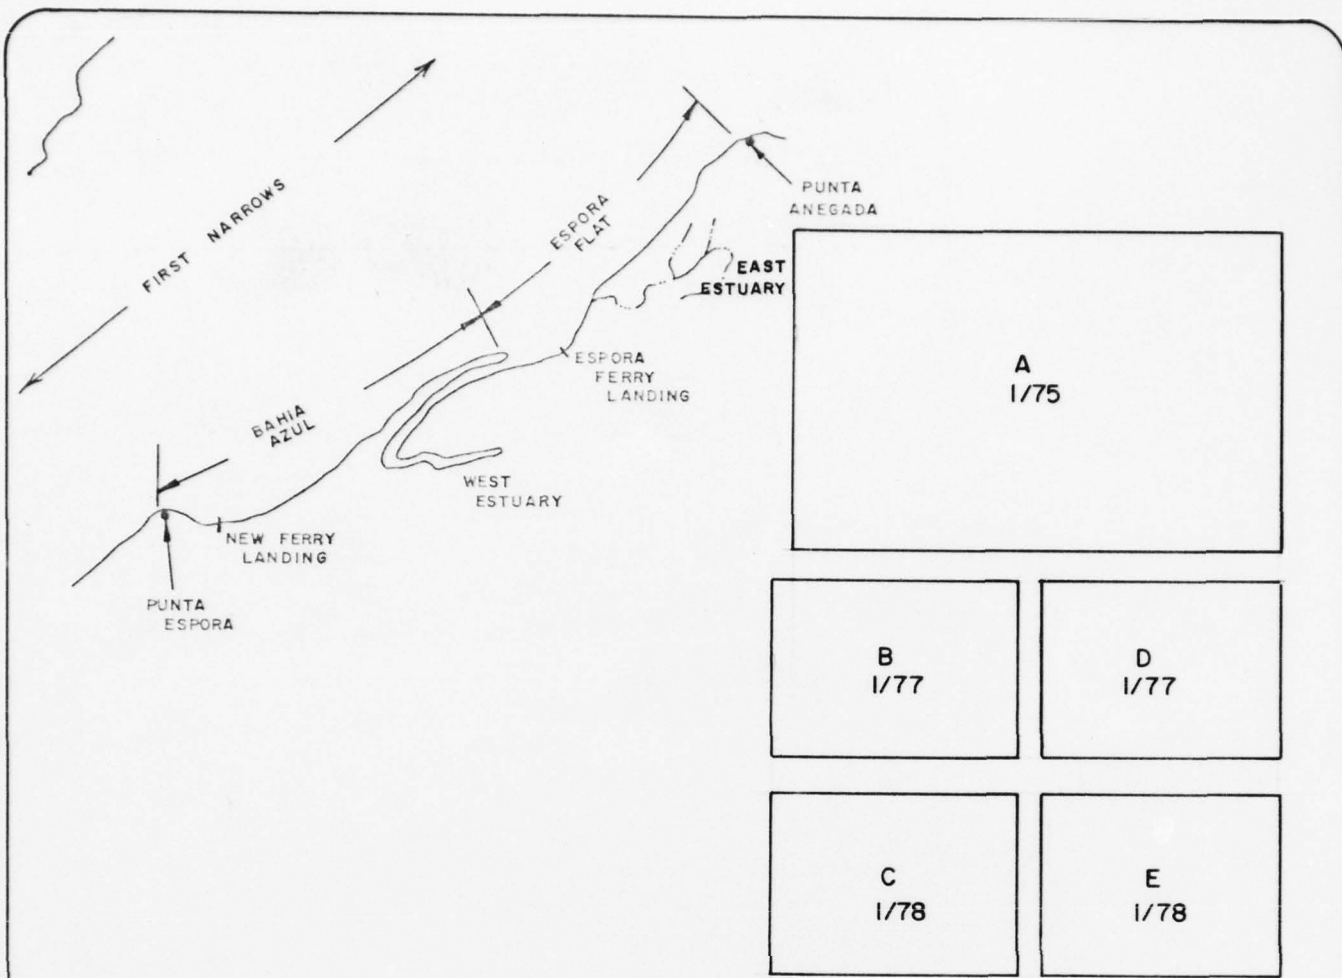 FIRST NARROWS
ESPORA
FLAT
PUNTA
ANEGADA
EAST
ESTUARY
ESPORA
FERRY
LANDING
BAHIA
AZUL
WEST
ESTUARY
NEW FERRY
LANDING
PUNTA
ESPORA
A
1/75
B
1/77
D
1/77
C
1/78
E
1/78